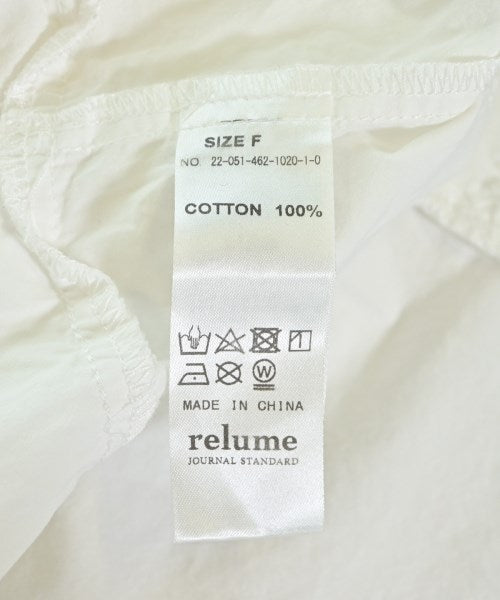 SIZE F
NO 22-051-462-1020-1-0
COTTON 100%
W
MADE IN CHINA
relume
JOURNAL STANDARD